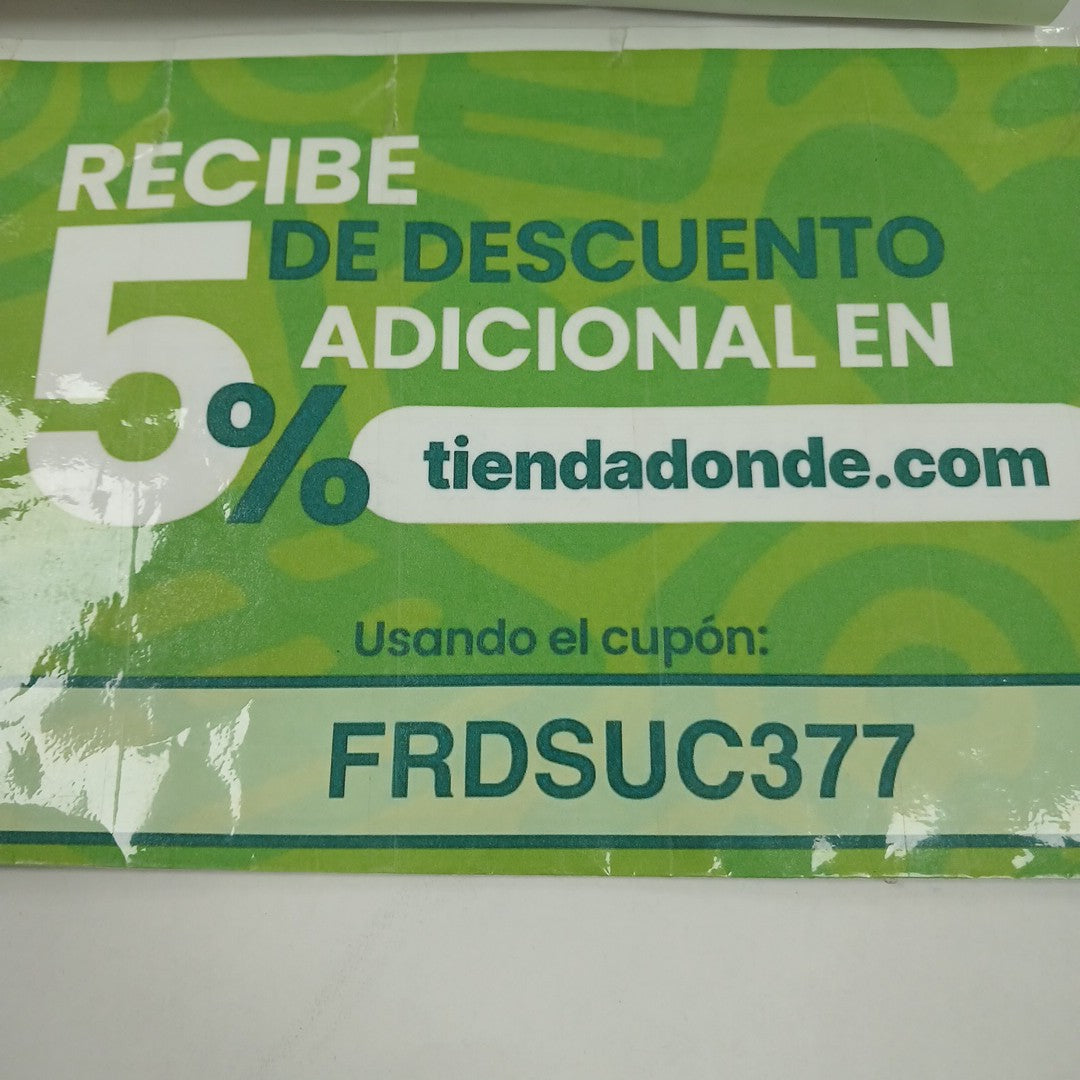 RECIBE
5%
DE DESCUENTO
ADICIONAL EN
tiendadonde.com
Usando el cupón:
FRDSUC377